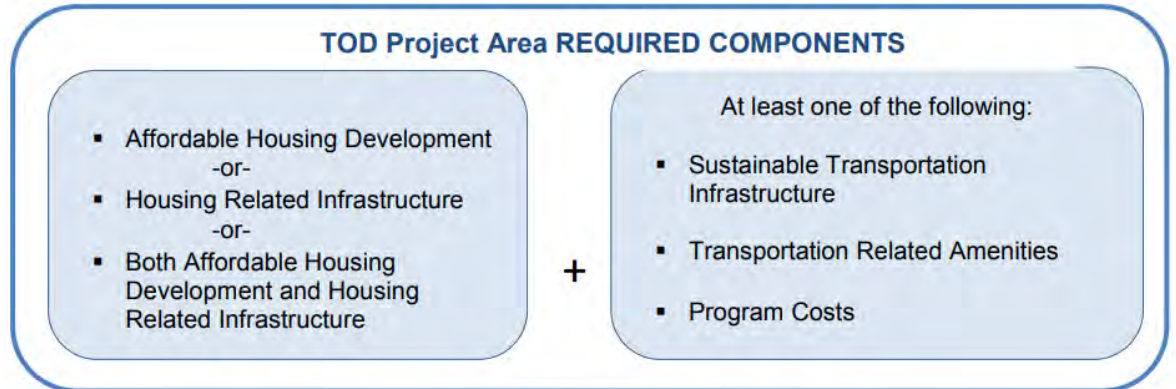 TOD Project Area REQUIRED COMPONENTS
▪ Affordable Housing Development
-or-
▪ Housing Related Infrastructure
-or-
▪ Both Affordable Housing
Development and Housing
Related Infrastructure
+
At least one of the following:
▪ Sustainable Transportation
Infrastructure
▪ Transportation Related Amenities
▪ Program Costs